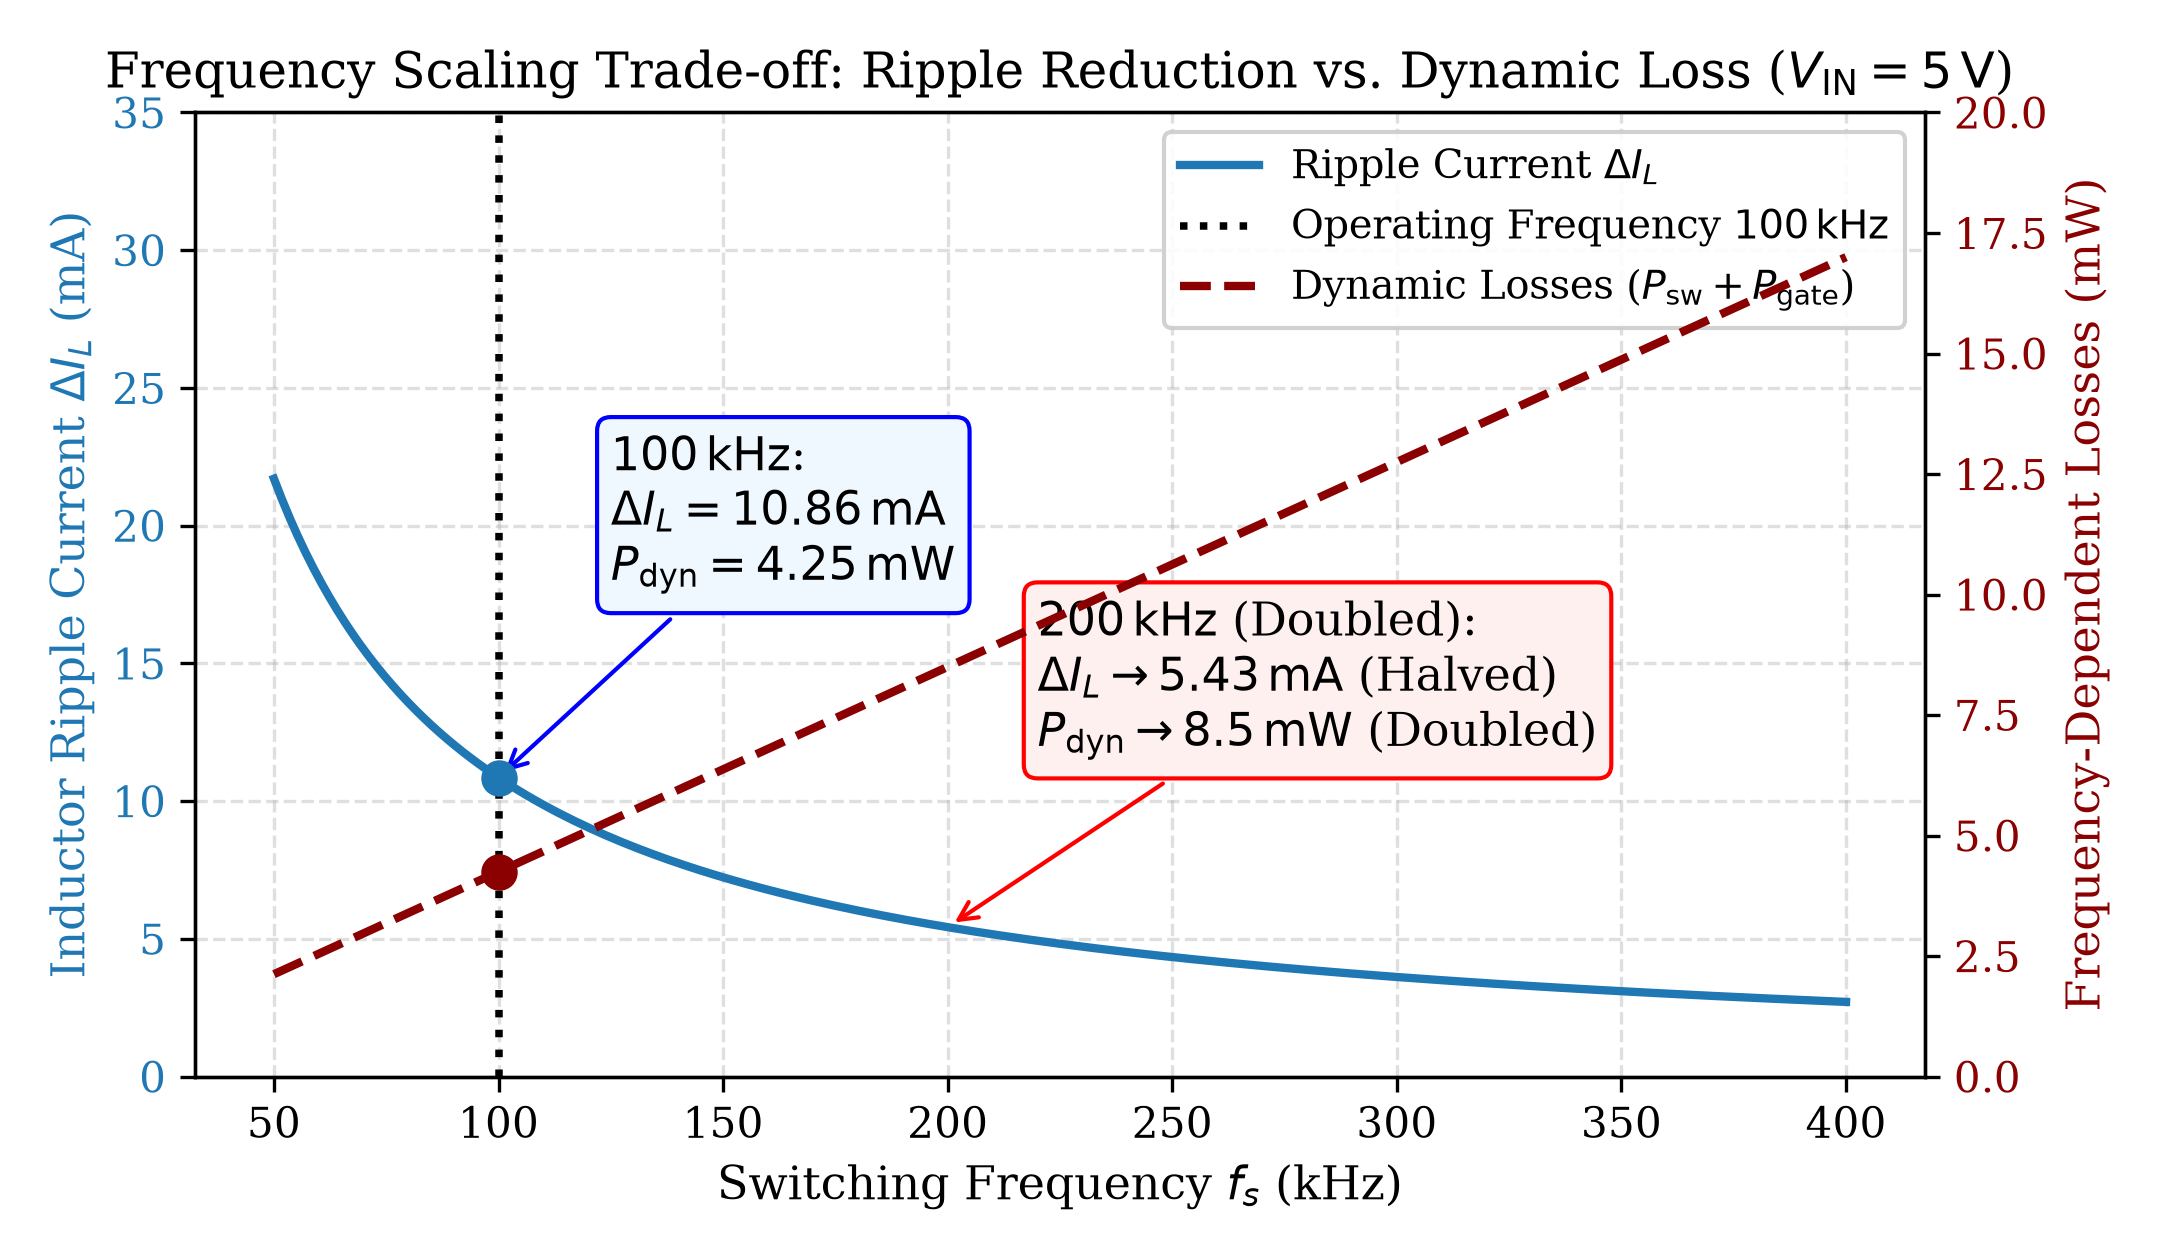 Frequency Scaling Trade-off: Ripple Reduction vs. Dynamic Loss (V_IN = 5 V)
Inductor Ripple Current ΔI_L (mA)
35
30
25
20
15
10
5
0
Ripple Current ΔI_L
Operating Frequency 100 kHz
Dynamic Losses (P_sw + P_gate)
100 kHz:
ΔI_L = 10.86 mA
P_dyn = 4.25 mW
200 kHz (Doubled):
ΔI_L → 5.43 mA (Halved)
P_dyn → 8.5 mW (Doubled)
20.0
17.5
15.0
12.5
10.0
7.5
5.0
2.5
0.0
Frequency-Dependent Losses (mW)
50 100 150 200 250 300 350 400
Switching Frequency f_s (kHz)